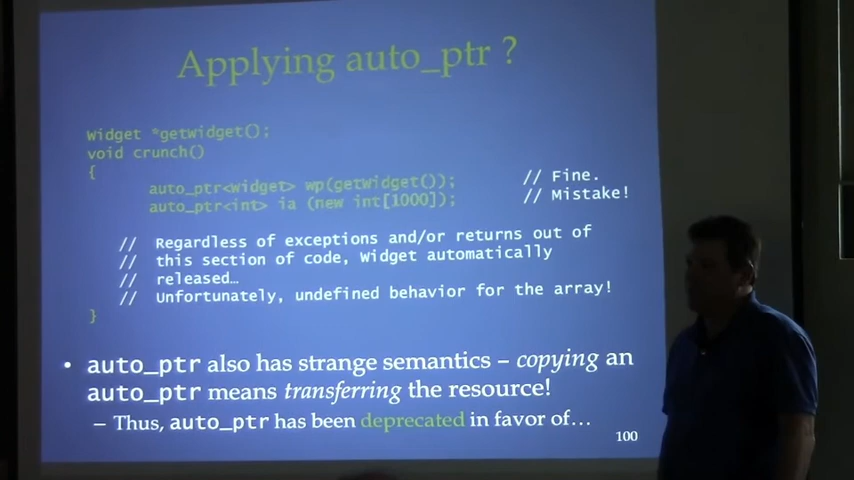 Applying auto_ptr ?
Widget *getWidget();
void crunch()
{
auto_ptr<Widget> wp(getWidget()); // Fine.
auto_ptr<int> ia (new int[1000]); // Mistake!
// Regardless of exceptions and/or returns out of
// this section of code, Widget automatically
// released…
// Unfortunately, undefined behavior for the array!
}
• auto_ptr also has strange semantics – copying an
auto_ptr means transferring the resource!
– Thus, auto_ptr has been deprecated in favor of…
100